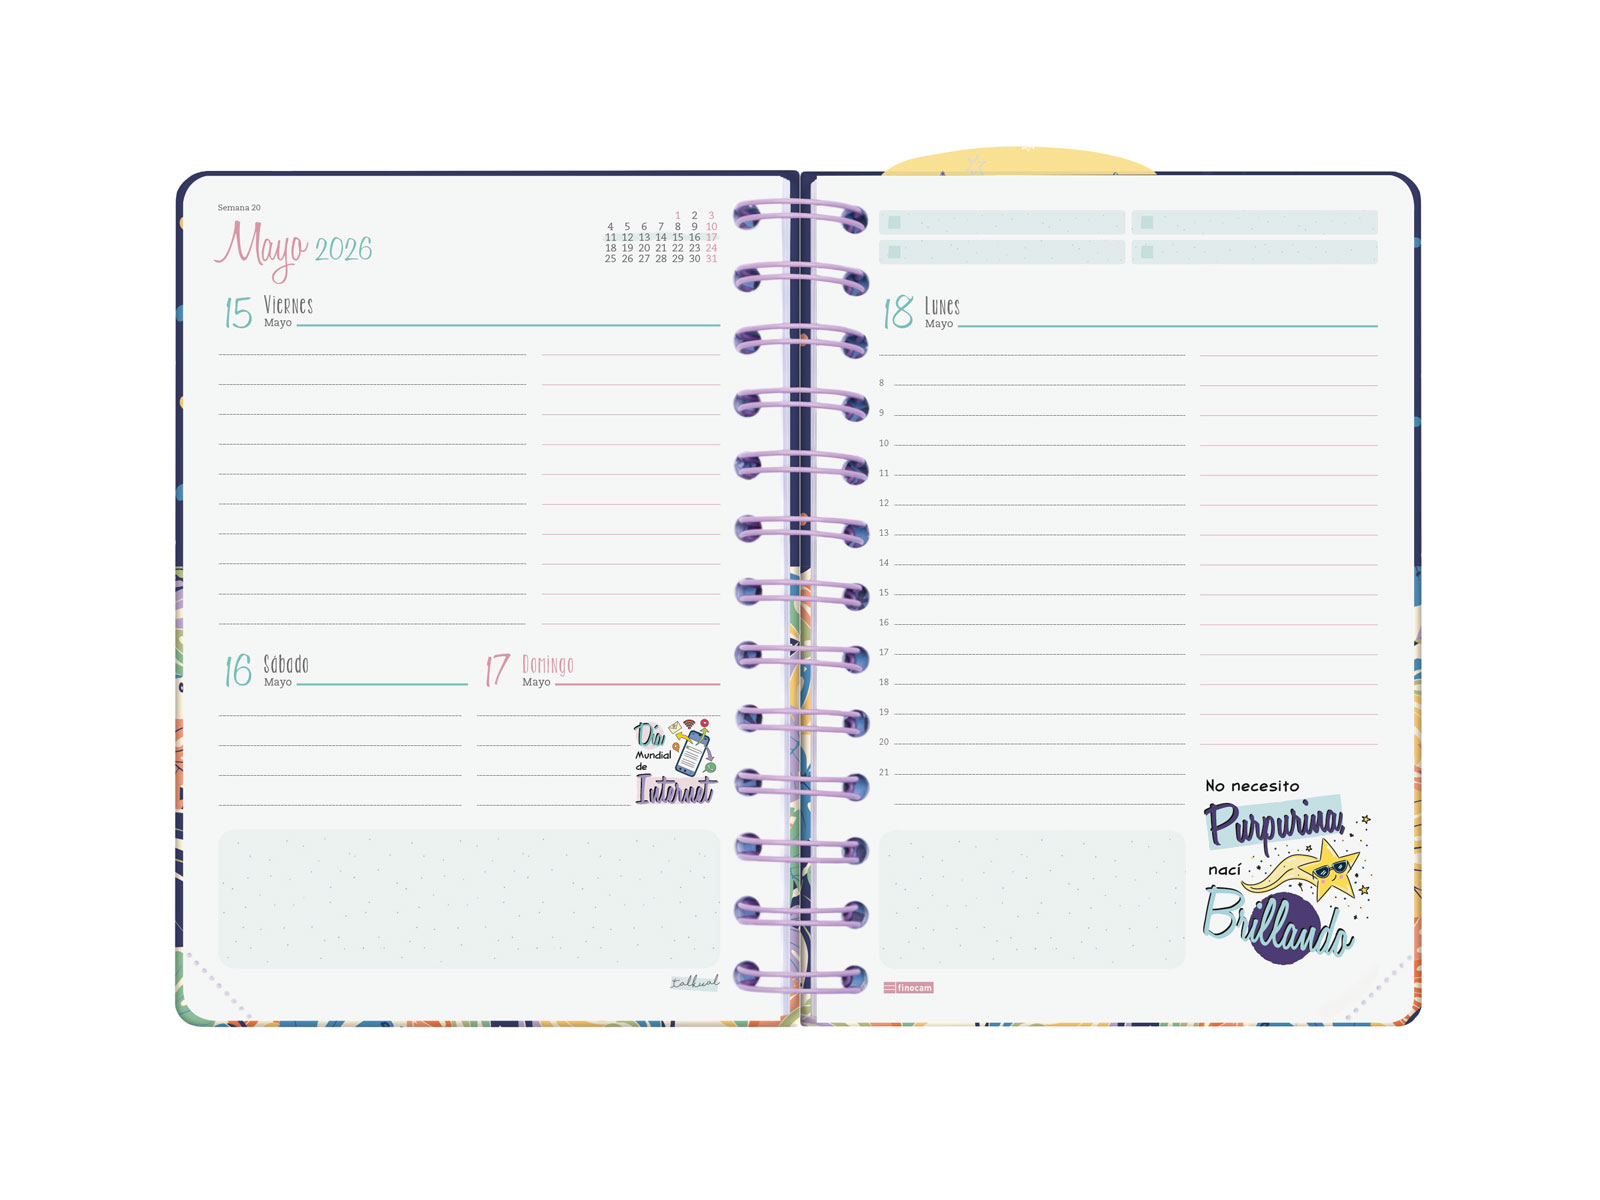 Semana 20
Mayo 2026
1 2 3
4 5 6 7 8 9 10
11 12 13 14 15 16 17
18 19 20 21 22 23 24
25 26 27 28 29 30 31
15 Viernes
Mayo
16 Sábado
Mayo
17 Domingo
Mayo
Día
Mundial
de
Internet
talkual
18 Lunes
Mayo
8
9
10
11
12
13
14
15
16
17
18
19
20
21
No necesito
Purpurina,
nací
Brillando
finocam